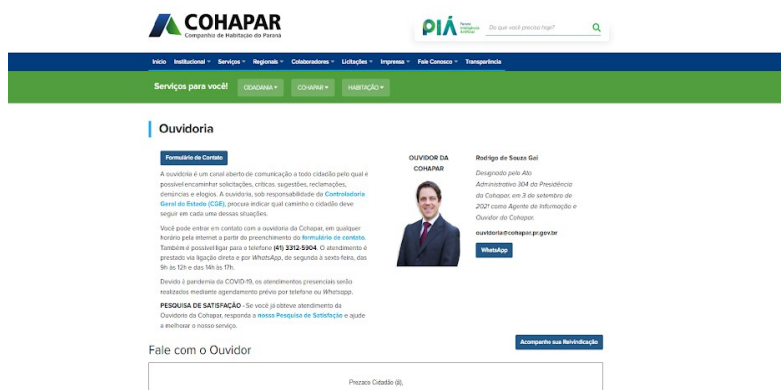 COHAPAR
Companhia de Habitação do Paraná
PIÁ Paraná Inteligência Artificial
Do que você precisa hoje?
Início Institucional Serviços Regionais Colaboradores Licitações Imprensa Fale Conosco Transparência
Serviços para você! CIDADANIA COHAPAR HABITAÇÃO
Ouvidoria
Formulário de Contato
A ouvidoria é um canal aberto de comunicação a todo cidadão pelo qual é
possível encaminhar solicitações, críticas, sugestões, reclamações,
denúncias e elogios. A ouvidoria, sob responsabilidade da Controladoria
Geral do Estado (CGE), procura indicar qual caminho o cidadão deve
seguir em cada uma dessas situações.
Você pode entrar em contato com a ouvidoria da Cohapar, em qualquer
horário pela internet a partir do preenchimento do formulário de contato.
Também é possível ligar para o telefone (41) 3312-5904. O atendimento é
prestado via ligação direta e por WhatsApp, de segunda à sexta-feira, das
9h às 12h e das 14h às 17h.
Devido à pandemia da COVID-19, os atendimentos presenciais serão
realizados mediante agendamento prévio por telefone ou Whatsapp.
PESQUISA DE SATISFAÇÃO - Se você já obteve atendimento da
Ouvidoria da Cohapar, responda a nossa Pesquisa de Satisfação e ajude
a melhorar o nosso serviço.
OUVIDOR DA
COHAPAR
Rodrigo de Souza Gai
Designado pelo Ato
Administrativo 304 da Presidência
da Cohapar, em 3 de setembro de
2021 como Agente de Informação e
Ouvidor da Cohapar.
ouvidoria@cohapar.pr.gov.br
WhatsApp
Acompanhe sua Reivindicação
Fale com o Ouvidor
Prezado Cidadão (ã),